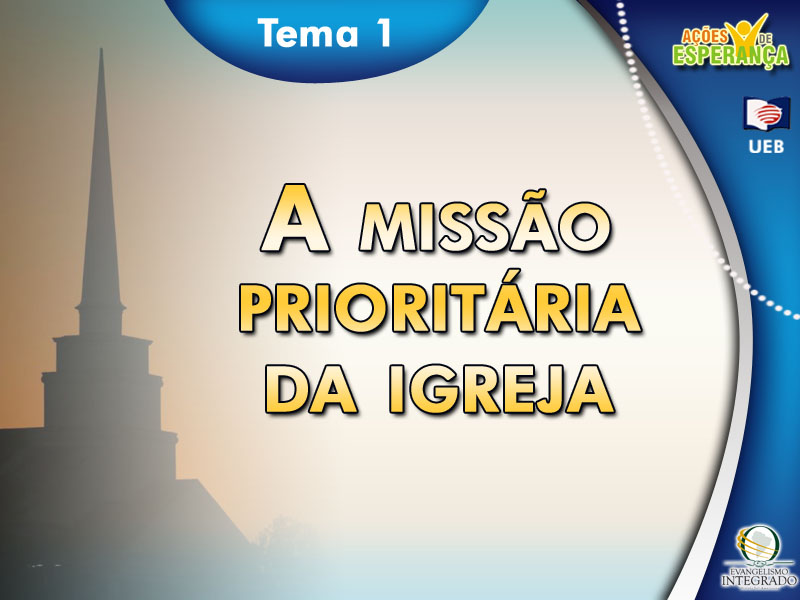 Tema 1
AÇÕES DE
ESPERANÇA
UEB
A MISSÃO
PRIORITÁRIA
DA IGREJA
EVANGELISMO
INTEGRADO